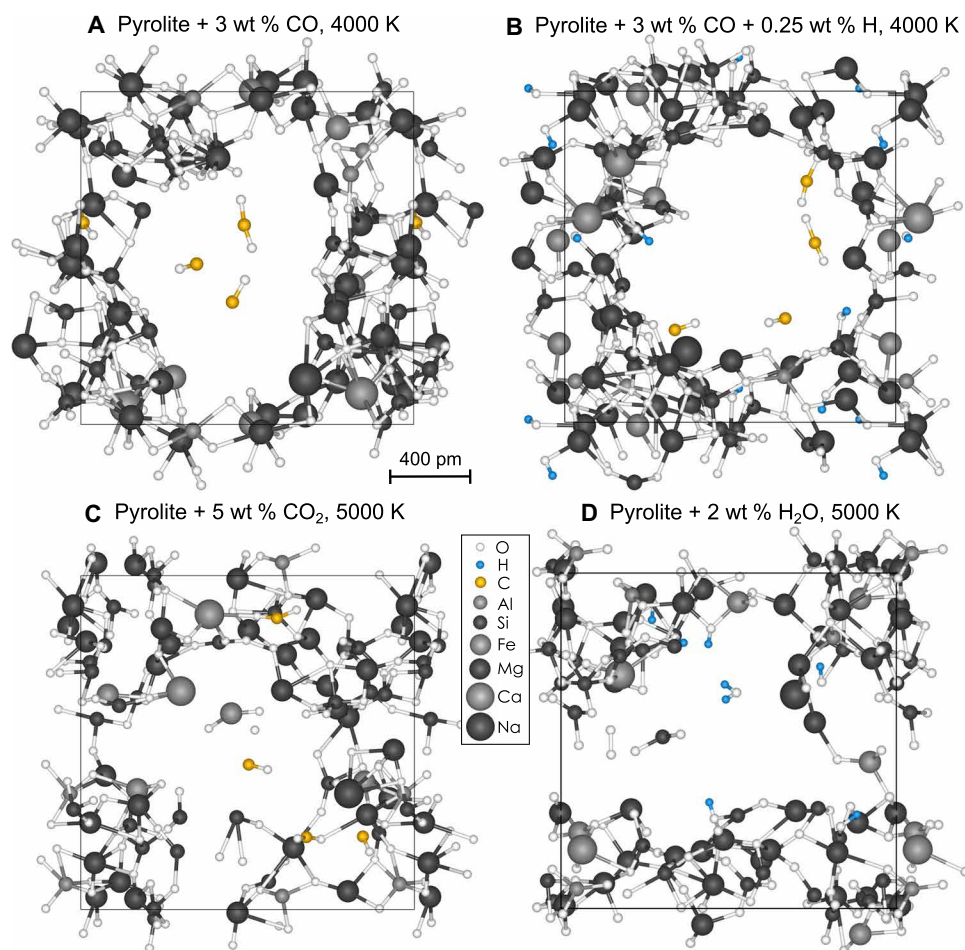 A Pyrolite + 3 wt % CO, 4000 K
B Pyrolite + 3 wt % CO + 0.25 wt % H, 4000 K
400 pm
C Pyrolite + 5 wt % CO₂, 5000 K
D Pyrolite + 2 wt % H₂O, 5000 K
O
H
C
Al
Si
Fe
Mg
Ca
Na